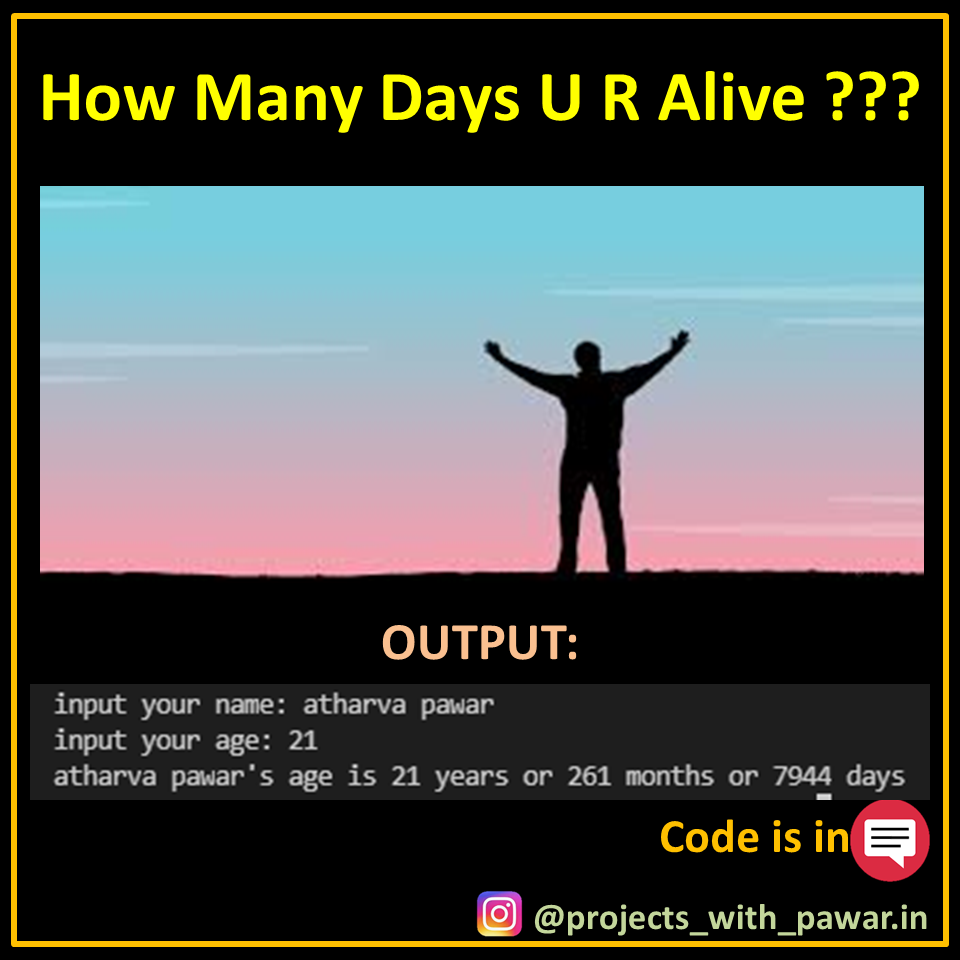 How Many Days U R Alive ???
OUTPUT:
input your name: atharva pawar
input your age: 21
atharva pawar's age is 21 years or 261 months or 7944 days
Code is in
@projects_with_pawar.in